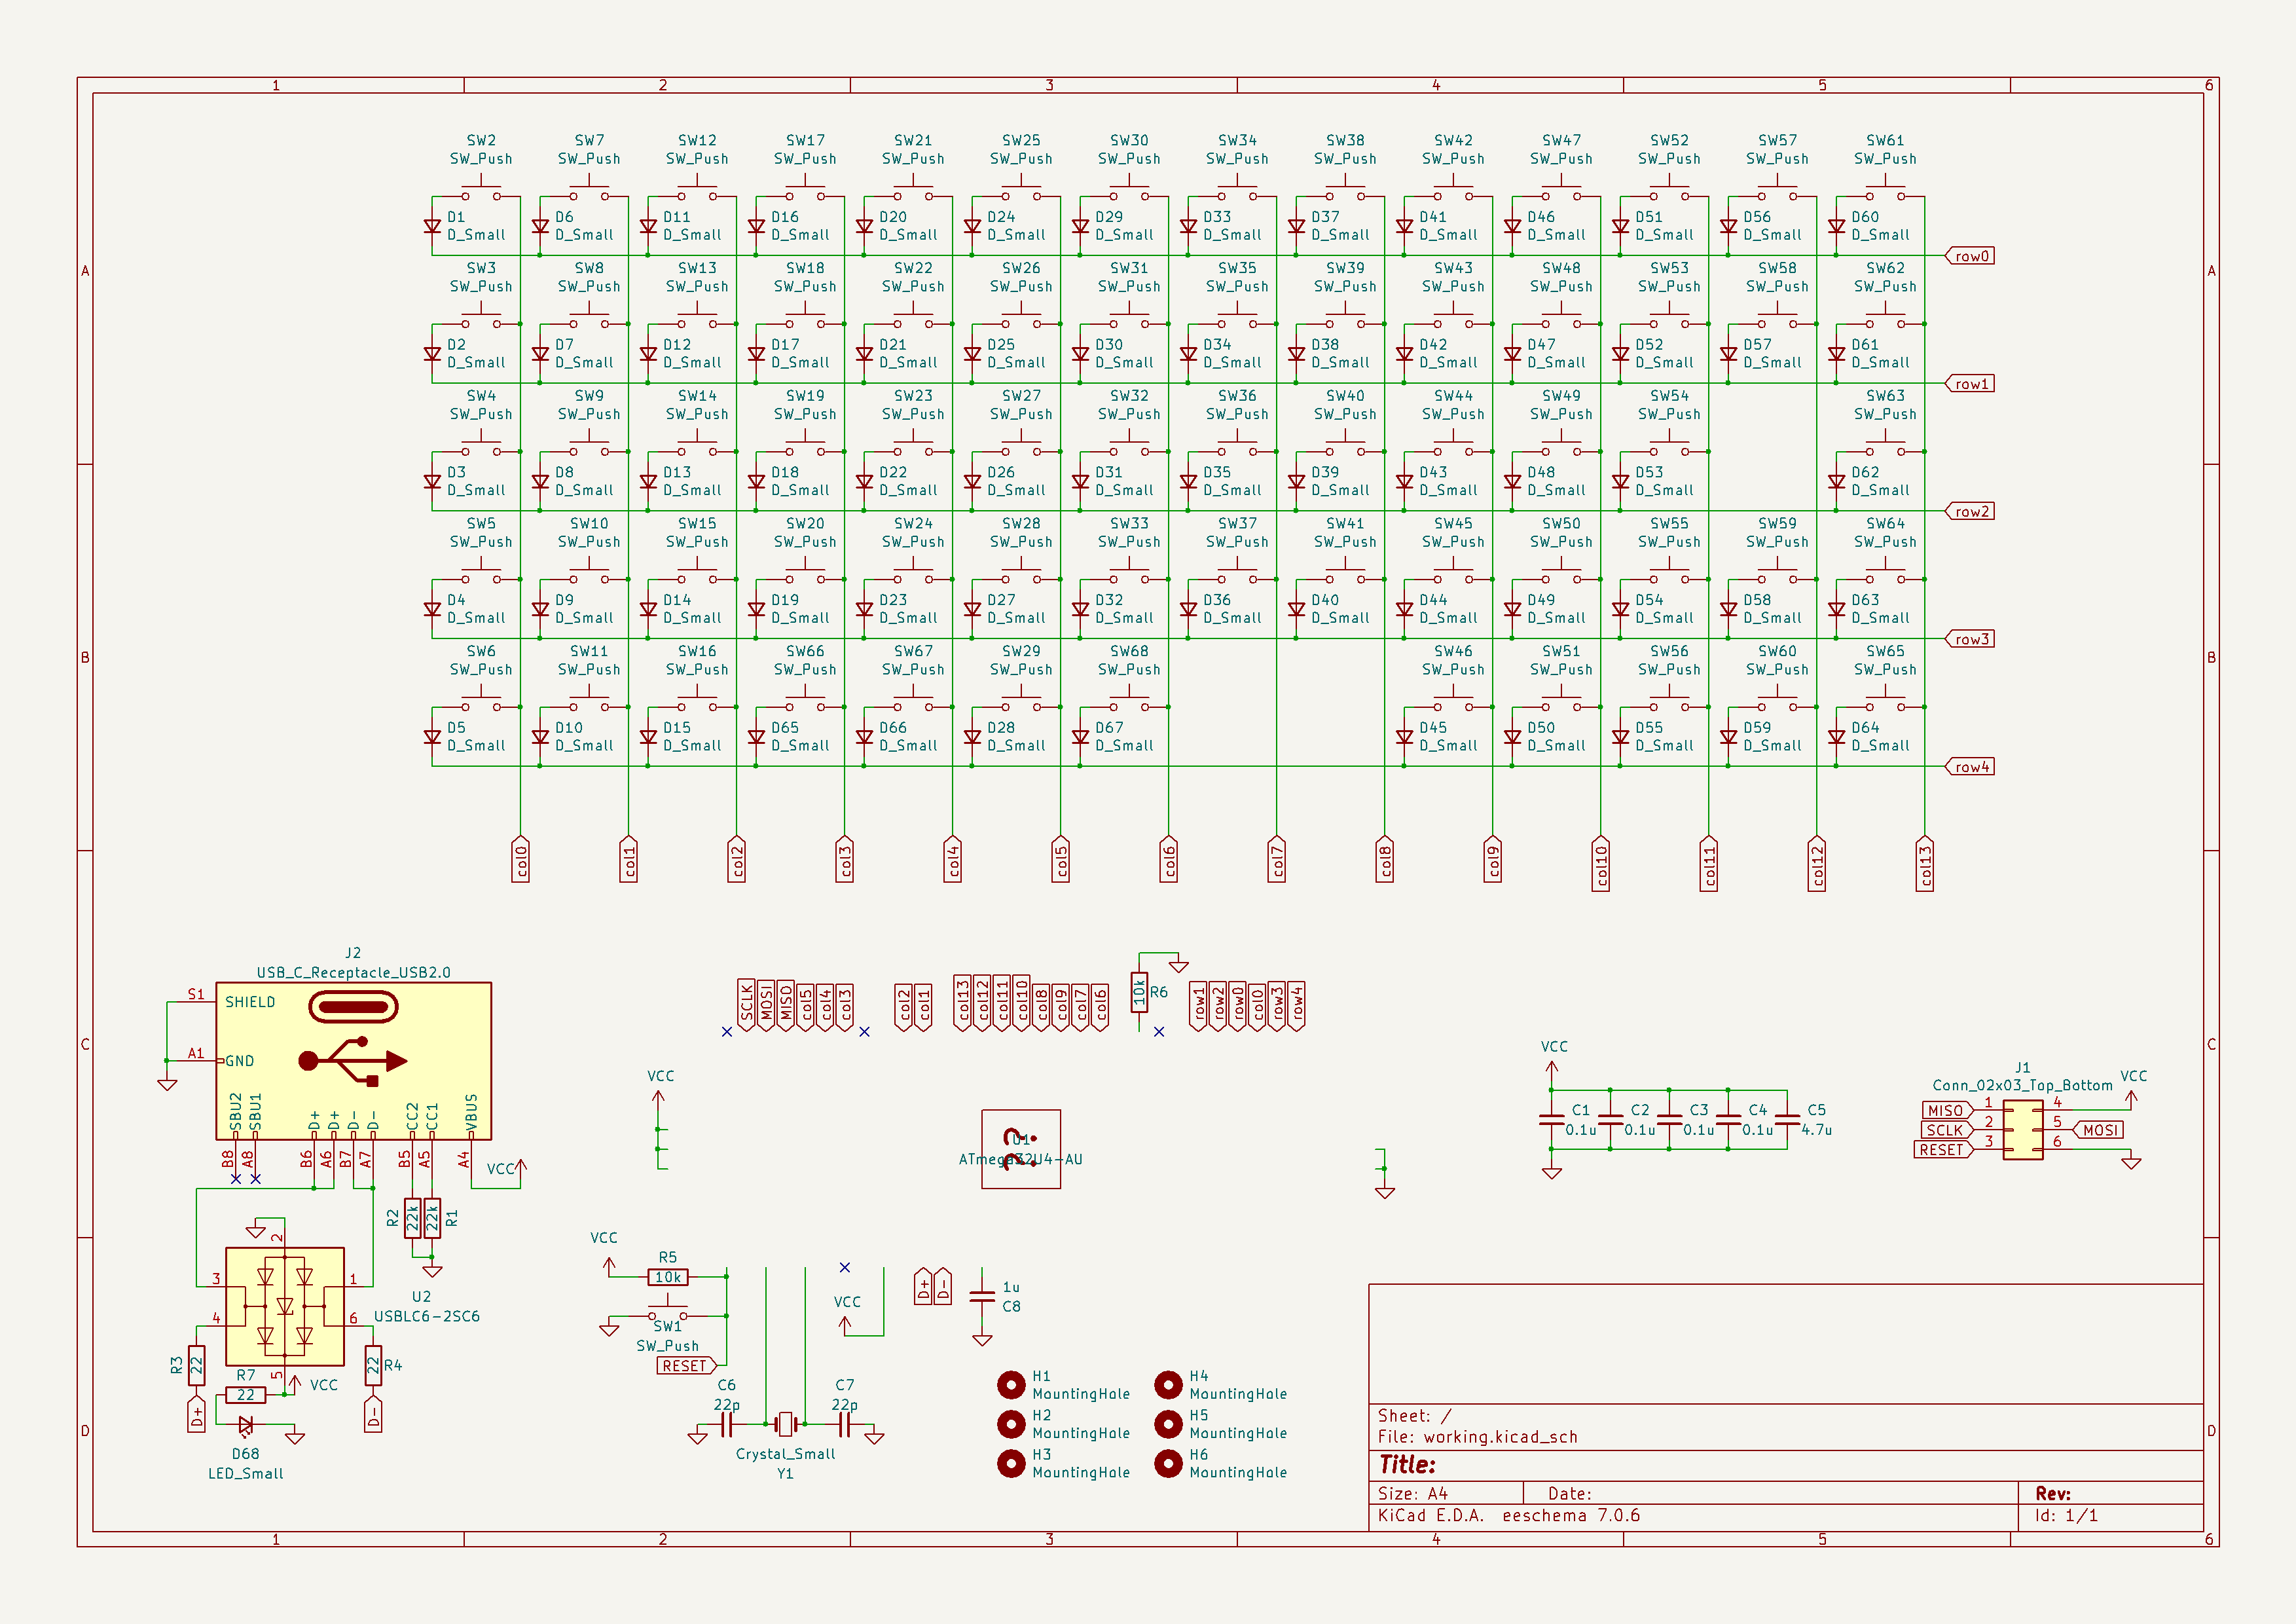 1 2 3 4 5 6
A A
B B
C C
D D
SW2 SW7 SW12 SW17 SW21 SW25 SW30 SW34 SW38 SW42 SW47 SW52 SW57 SW61
SW_Push SW_Push SW_Push SW_Push SW_Push SW_Push SW_Push SW_Push SW_Push SW_Push SW_Push SW_Push SW_Push SW_Push
D1 D6 D11 D16 D20 D24 D29 D33 D37 D41 D46 D51 D56 D60
D_Small D_Small D_Small D_Small D_Small D_Small D_Small D_Small D_Small D_Small D_Small D_Small D_Small D_Small
row0
SW3 SW8 SW13 SW18 SW22 SW26 SW31 SW35 SW39 SW43 SW48 SW53 SW58 SW62
SW_Push SW_Push SW_Push SW_Push SW_Push SW_Push SW_Push SW_Push SW_Push SW_Push SW_Push SW_Push SW_Push SW_Push
D2 D7 D12 D17 D21 D25 D30 D34 D38 D42 D47 D52 D57 D61
D_Small D_Small D_Small D_Small D_Small D_Small D_Small D_Small D_Small D_Small D_Small D_Small D_Small D_Small
row1
SW4 SW9 SW14 SW19 SW23 SW27 SW32 SW36 SW40 SW44 SW49 SW54 SW63
SW_Push SW_Push SW_Push SW_Push SW_Push SW_Push SW_Push SW_Push SW_Push SW_Push SW_Push SW_Push SW_Push
D3 D8 D13 D18 D22 D26 D31 D35 D39 D43 D48 D53 D62
D_Small D_Small D_Small D_Small D_Small D_Small D_Small D_Small D_Small D_Small D_Small D_Small D_Small
row2
SW5 SW10 SW15 SW20 SW24 SW28 SW33 SW37 SW41 SW45 SW50 SW55 SW59 SW64
SW_Push SW_Push SW_Push SW_Push SW_Push SW_Push SW_Push SW_Push SW_Push SW_Push SW_Push SW_Push SW_Push SW_Push
D4 D9 D14 D19 D23 D27 D32 D36 D40 D44 D49 D54 D58 D63
D_Small D_Small D_Small D_Small D_Small D_Small D_Small D_Small D_Small D_Small D_Small D_Small D_Small D_Small
row3
SW6 SW11 SW16 SW66 SW67 SW29 SW68 SW46 SW51 SW56 SW60 SW65
SW_Push SW_Push SW_Push SW_Push SW_Push SW_Push SW_Push SW_Push SW_Push SW_Push SW_Push SW_Push
D5 D10 D15 D65 D66 D28 D67 D45 D50 D55 D59 D64
D_Small D_Small D_Small D_Small D_Small D_Small D_Small D_Small D_Small D_Small D_Small D_Small
row4
col0 col1 col2 col3 col4 col5 col6 col7 col8 col9 col10 col11 col12 col13
J2
USB_C_Receptacle_USB2.0
S1 SHIELD
A1 GND
SBU2 SBU1 D+ D+ D- D- CC2 CC1 VBUS
B8 A8 B6 A6 B7 A7 B5 A5 A4
VCC
R2 22k 22k R1
2
3 1
4 6
5
U2
USBLC6-2SC6
R3 22
22 R4
R7
22
VCC
D+ D-
D68
LED_Small
SCLK MOSI MISO col5 col4 col3 col2 col1 col13 col12 col11 col10 col8 col9 col7 col6
10k R6
row1 row2 row0 col0 row3 row4
VCC
U1
ATmega32U4-AU
VCC
R5
10k
SW1
SW_Push
RESET
VCC
D+ D-
1u
C8
C6 C7
22p 22p
Crystal_Small
Y1
VCC
C1 C2 C3 C4 C5
0.1u 0.1u 0.1u 0.1u 4.7u
J1
Conn_02x03_Top_Bottom VCC
MISO 1 4
SCLK 2 5 MOSI
RESET 3 6
H1 H4
MountingHole MountingHole
H2 H5
MountingHole MountingHole
H3 H6
MountingHole MountingHole
Sheet: /
File: working.kicad_sch
Title:
Size: A4 Date: Rev:
KiCad E.D.A. eeschema 7.0.6 Id: 1/1
1 2 3 4 5 6